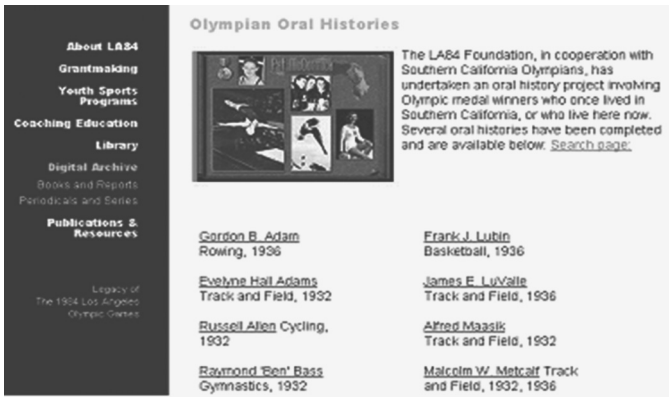 Olympian Oral Histories
About LA84
Grantmaking
Youth Sports
Programs
Coaching Education
Library
Digital Archive
Books and Reports
Periodicals and Series
Publications &
Resources
Legacy of
The 1984 Los Angeles
Olympic Games
The LA84 Foundation, in cooperation with
Southern California Olympians, has
undertaken an oral history project involving
Olympic medal winners who once lived in
Southern California, or who live here now.
Several oral histories have been completed
and are available below. Search page:
Gordon B. Adam
Rowing, 1936
Evelyne Hall Adams
Track and Field, 1932
Russell Allen Cycling,
1932
Raymond 'Ben' Bass
Gymnastics, 1932
Frank J. Lubin
Basketball, 1936
James E. LuValle
Track and Field, 1936
Alfred Maasik
Track and Field, 1932
Malcolm W. Metcalf Track
and Field, 1932, 1936